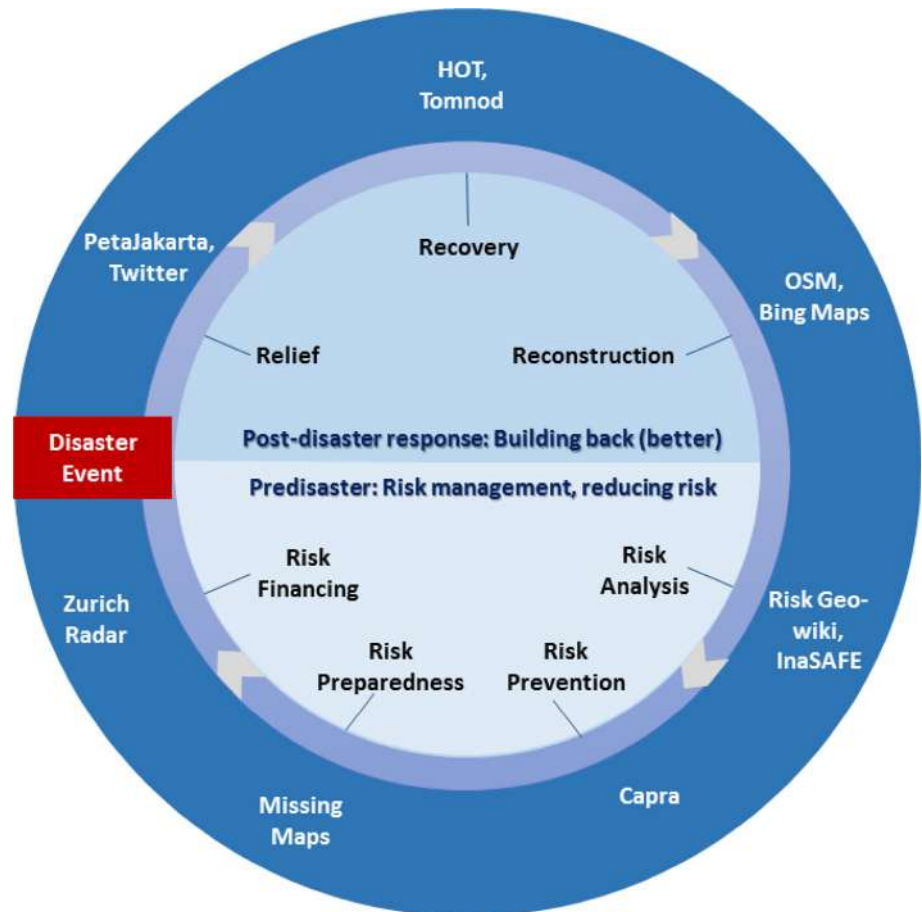 HOT,
Tomnod
PetaJakarta,
Twitter
Recovery
OSM,
Bing Maps
Relief
Reconstruction
Disaster
Event
Post-disaster response: Building back (better)
Predisaster: Risk management, reducing risk
Risk
Financing
Risk
Analysis
Zurich
Radar
Risk Geo-
wiki,
InaSAFE
Risk
Preparedness
Risk
Prevention
Missing
Maps
Capra